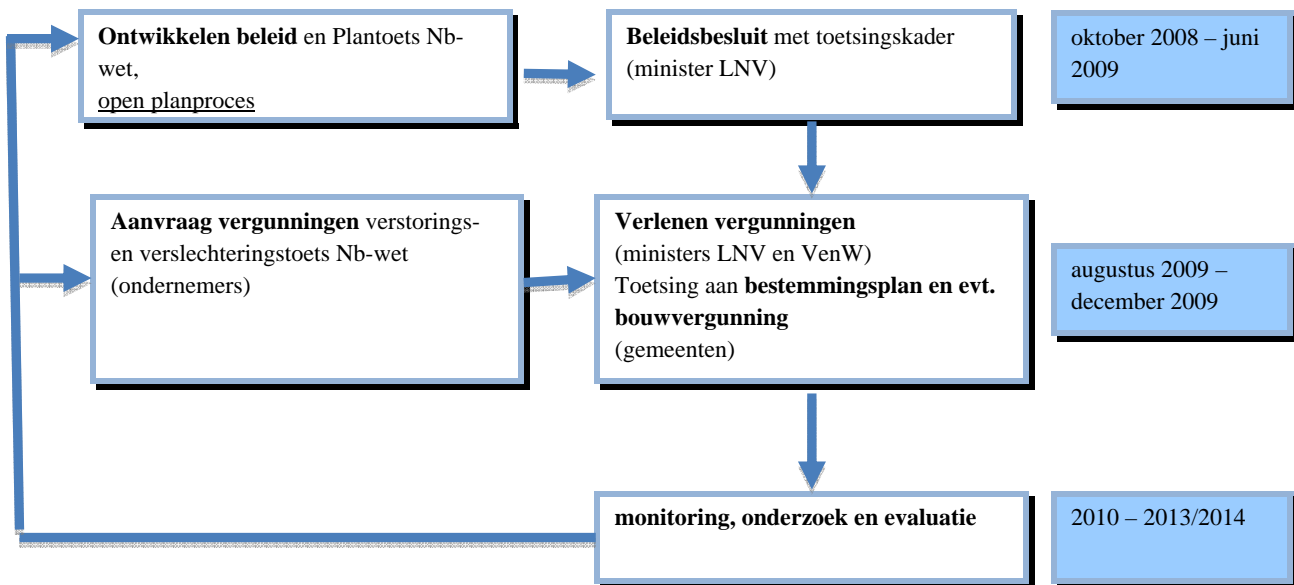 Ontwikkelen beleid en Plantoets Nb-
wet,
open planproces
Beleidsbesluit met toetsingskader
(minister LNV)
oktober 2008 – juni
2009
Aanvraag vergunningen verstorings-
en verslechteringstoets Nb-wet
(ondernemers)
Verlenen vergunningen
(ministers LNV en VenW)
Toetsing aan bestemmingsplan en evt.
bouwvergunning
(gemeenten)
augustus 2009 –
december 2009
monitoring, onderzoek en evaluatie
2010 – 2013/2014